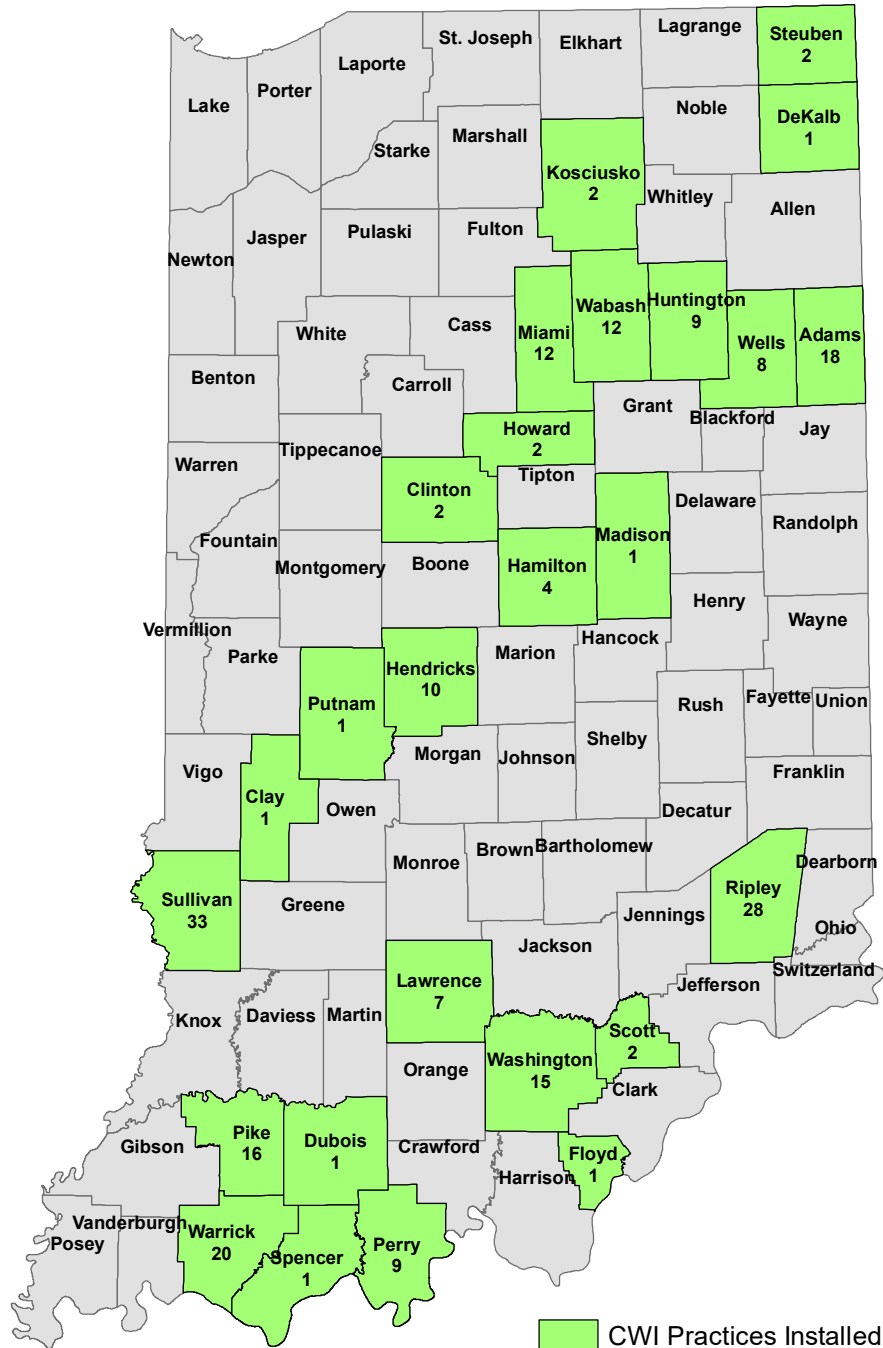 Steuben
2
Lagrange
Elkhart
St. Joseph
Laporte
Porter
Lake
DeKalb
1
Noble
Marshall
Starke
Kosciusko
2
Whitley
Allen
Fulton
Pulaski
Jasper
Newton
Huntington
9
Wabash
12
Miami
12
Wells
8
Adams
18
Cass
White
Benton
Carroll
Grant
Blackford
Jay
Howard
2
Tippecanoe
Warren
Tipton
Clinton
2
Delaware
Randolph
Madison
1
Fountain
Montgomery
Boone
Hamilton
4
Henry
Wayne
Vermillion
Parke
Hendricks
10
Marion
Hancock
Putnam
1
Rush
Fayette
Union
Shelby
Morgan
Johnson
Vigo
Franklin
Clay
1
Owen
Decatur
Monroe
Brown
Bartholomew
Dearborn
Ripley
28
Sullivan
33
Greene
Jennings
Ohio
Jackson
Switzerland
Jefferson
Lawrence
7
Knox
Daviess
Martin
Scott
2
Washington
15
Orange
Clark
Pike
16
Dubois
1
Crawford
Gibson
Floyd
1
Harrison
Vanderburgh
Posey
Warrick
20
Spencer
1
Perry
9
CWI Practices Installed